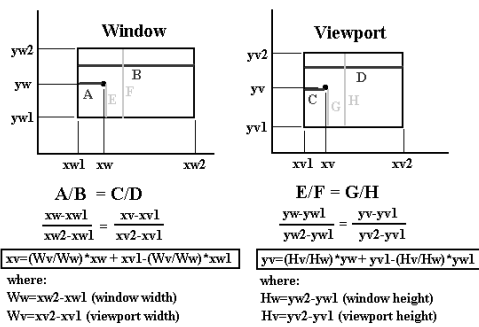 Window
yw2
yw
yw1
A
B
E
F
xw1 xw xw2
A/B = C/D
xw-xw1 = xv-xv1
xw2-xw1 xv2-xv1
xv=(Wv/Ww)*xw + xv1-(Wv/Ww)*xw1
where:
Ww=xw2-xw1 (window width)
Wv=xv2-xv1 (viewport width)
Viewport
yv2
yv
yv1
C
D
G
H
xv1 xv xv2
E/F = G/H
yw-yw1 = yv-yv1
yw2-yw1 yv2-yv1
yv=(Hv/Hw)*yw+ yv1-(Hv/Hw)*yw1
where:
Hw=yw2-yw1 (window height)
Hv=yv2-yv1 (viewport height)